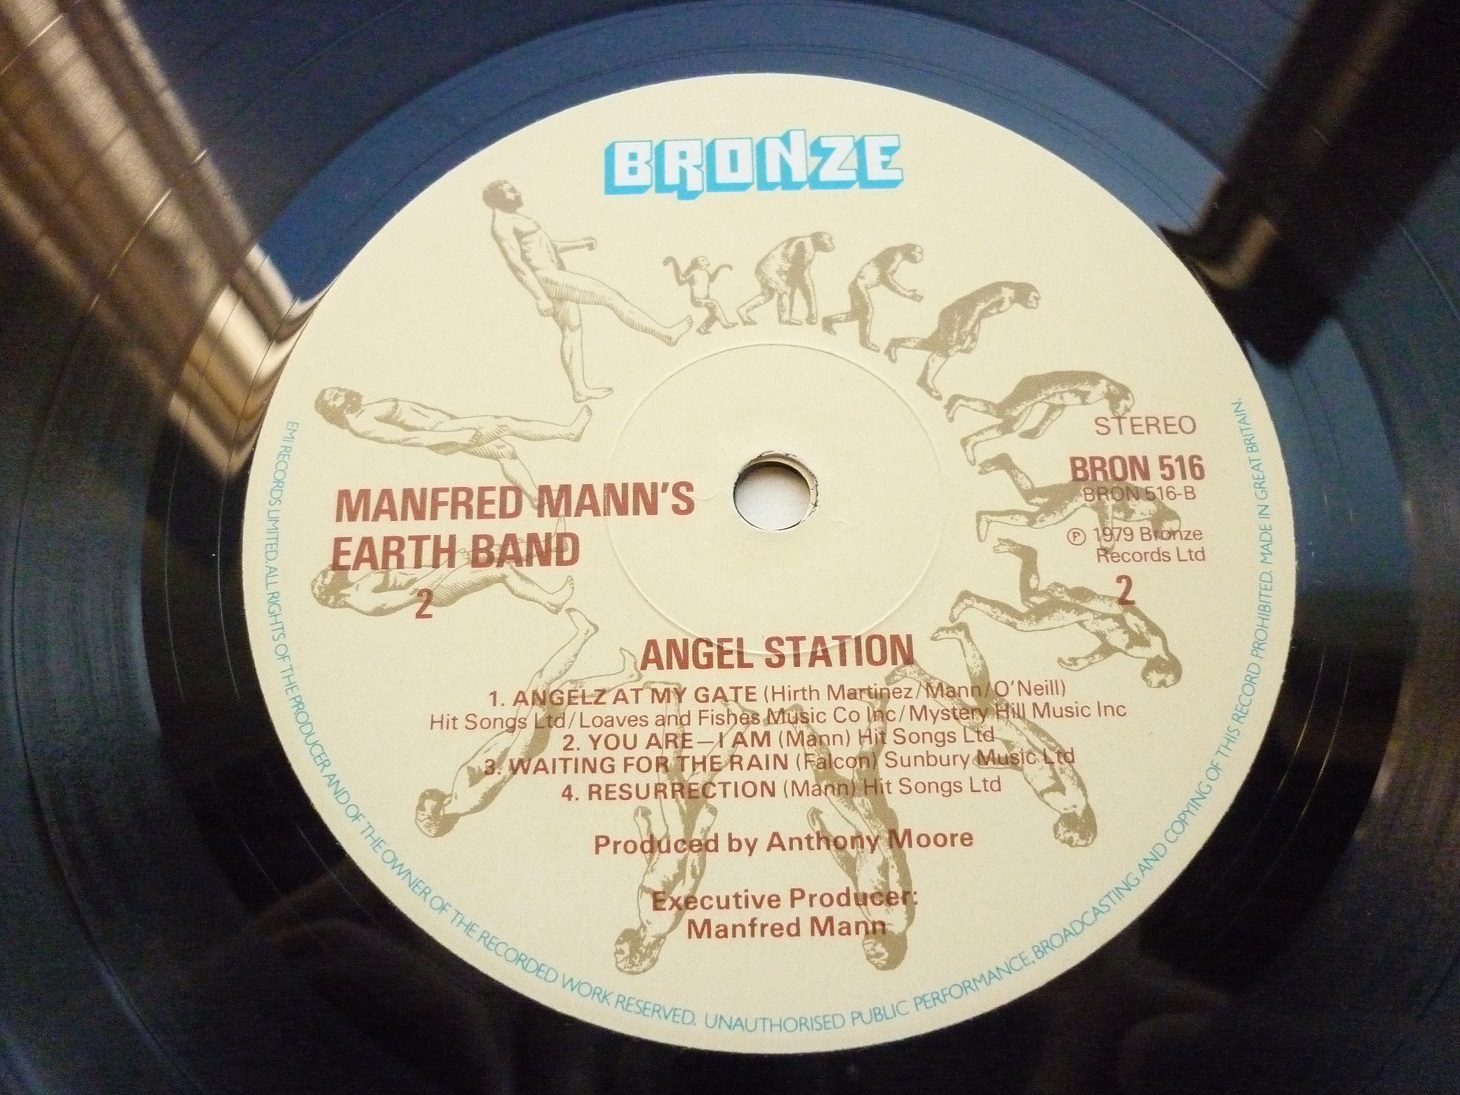 BRONZE
STEREO
BRON 516
BRON 516-B
℗ 1979 Bronze
Records Ltd
2
MANFRED MANN'S
EARTH BAND
2
ANGEL STATION
1. ANGELZ AT MY GATE (Hirth Martinez/Mann/O'Neill)
Hit Songs Ltd/Loaves and Fishes Music Co Inc/Mystery Hill Music Inc
2. YOU ARE—I AM (Mann) Hit Songs Ltd
3. WAITING FOR THE RAIN (Falcon) Sunbury Music Ltd
4. RESURRECTION (Mann) Hit Songs Ltd
Produced by Anthony Moore
Executive Producer:
Manfred Mann
EMI RECORDS LIMITED. ALL RIGHTS OF THE PRODUCER AND OF THE OWNER OF THE RECORDED WORK RESERVED. UNAUTHORISED PUBLIC PERFORMANCE, BROADCASTING AND COPYING OF THIS RECORD PROHIBITED. MADE IN GREAT BRITAIN.